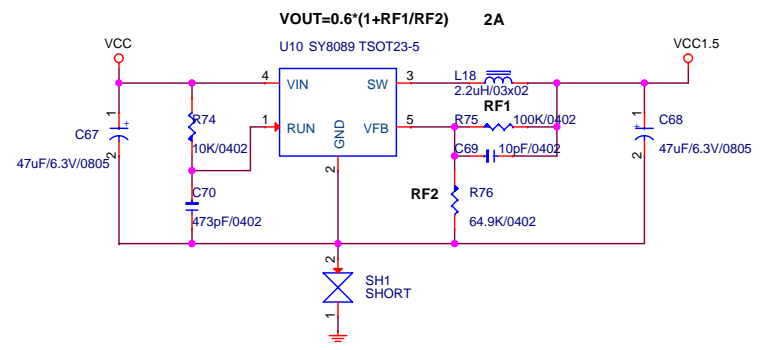 VOUT=0.6*(1+RF1/RF2) 2A
U10 SY8089 TSOT23-5
VCC
VCC1.5
4 VIN SW 3
L18
2.2uH/03x02
RF1
1 RUN VFB 5
GND
2
R74
10K/0402
R75 100K/0402
C69 10pF/0402
1
C67
2
47uF/6.3V/0805
1
C68
2
47uF/6.3V/0805
C70
473pF/0402
RF2 R76
64.9K/0402
2
SH1
SHORT
1